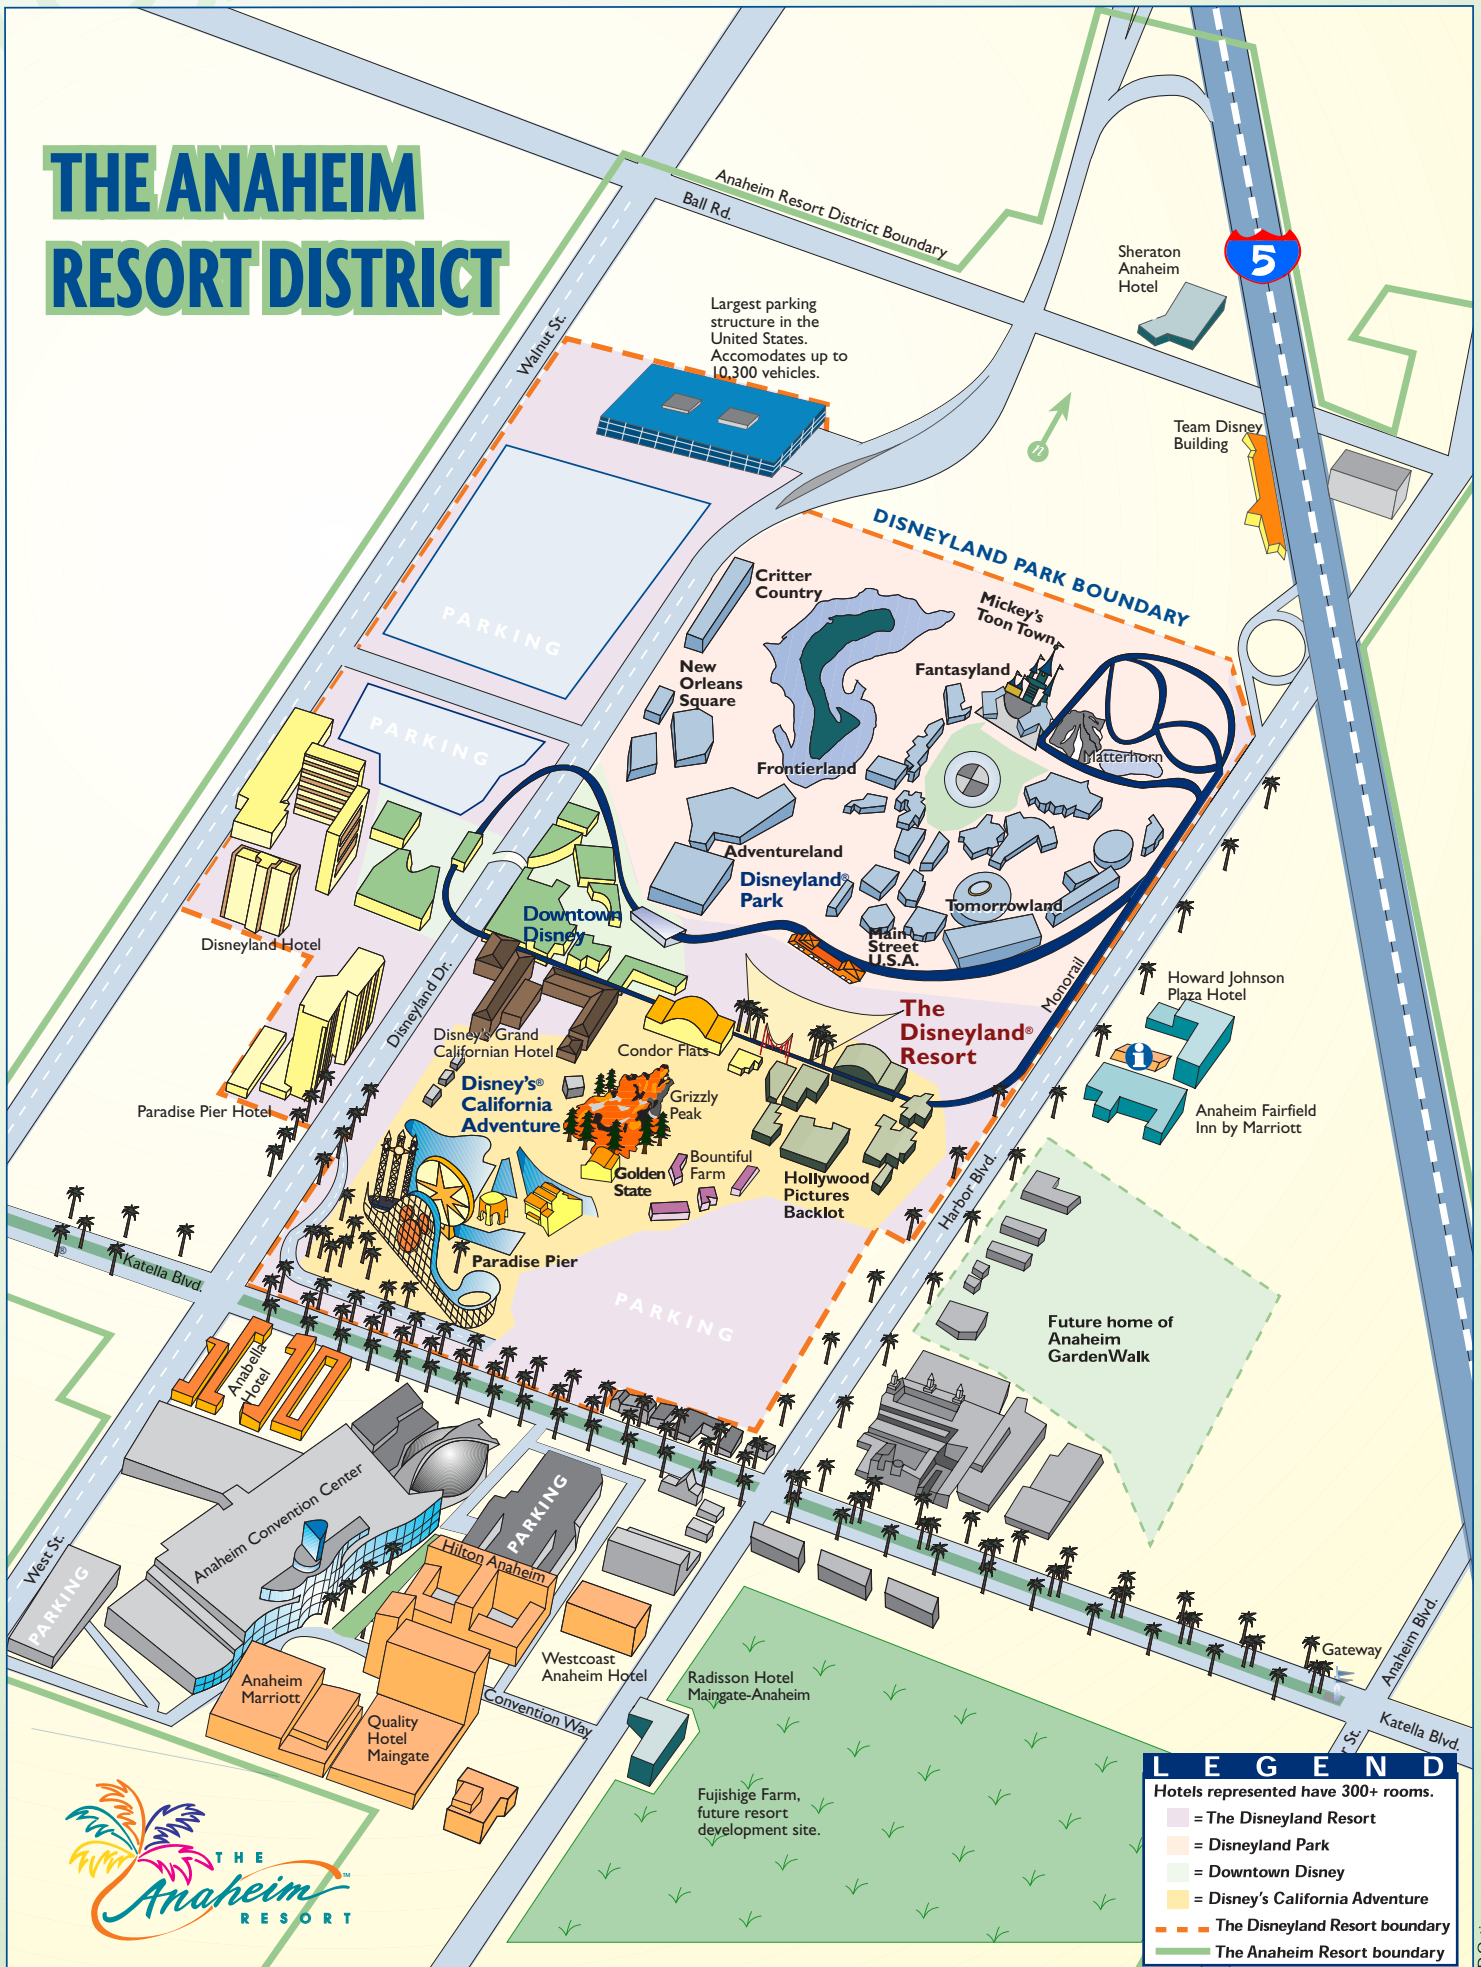 THE ANAHEIM
RESORT DISTRICT
Anaheim Resort District Boundary
Ball Rd.
Walnut St.
5
Sheraton
Anaheim
Hotel
Largest parking
structure in the
United States.
Accomodates up to
10,300 vehicles.
n
Team Disney
Building
DISNEYLAND PARK BOUNDARY
PARKING
PARKING
Critter
Country
Mickey's
Toon Town
New
Orleans
Square
Fantasyland
Matterhorn
Frontierland
Adventureland
Disneyland®
Park
Tomorrowland
Main
Street
U.S.A.
Downtown
Disney
Disneyland Hotel
Disneyland Dr.
Monorail
Howard Johnson
Plaza Hotel
i
The
Disneyland®
Resort
Disney's Grand
Californian Hotel
Condor Flats
Disney's®
California
Adventure
Grizzly
Peak
Paradise Pier Hotel
Anaheim Fairfield
Inn by Marriott
Bountiful
Farm
Golden
State
Hollywood
Pictures
Backlot
Harbor Blvd.
Paradise Pier
®
Katella Blvd.
PARKING
Future home of
Anaheim
GardenWalk
Anabella
Hotel
Anaheim Convention Center
PARKING
West St.
PARKING
Hilton Anaheim
Westcoast
Anaheim Hotel
Radisson Hotel
Maingate-Anaheim
Gateway
Anaheim Blvd.
Anaheim
Marriott
Convention Way
Quality
Hotel
Maingate
Katella Blvd.
r St.
Fujishige Farm,
future resort
development site.
THE
Anaheim™
RESORT
LEGEND
Hotels represented have 300+ rooms.
= The Disneyland Resort
= Disneyland Park
= Downtown Disney
= Disney's California Adventure
The Disneyland Resort boundary
The Anaheim Resort boundary